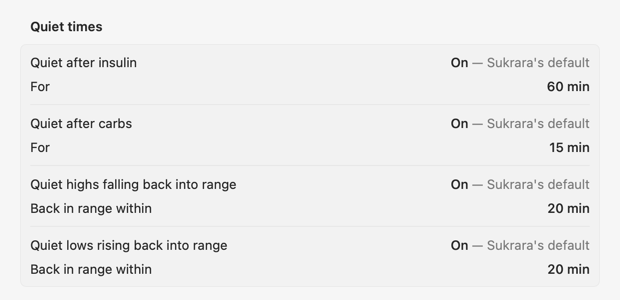 Quiet times
Quiet after insulin On — Sukrara's default
For 60 min
Quiet after carbs On — Sukrara's default
For 15 min
Quiet highs falling back into range On — Sukrara's default
Back in range within 20 min
Quiet lows rising back into range On — Sukrara's default
Back in range within 20 min